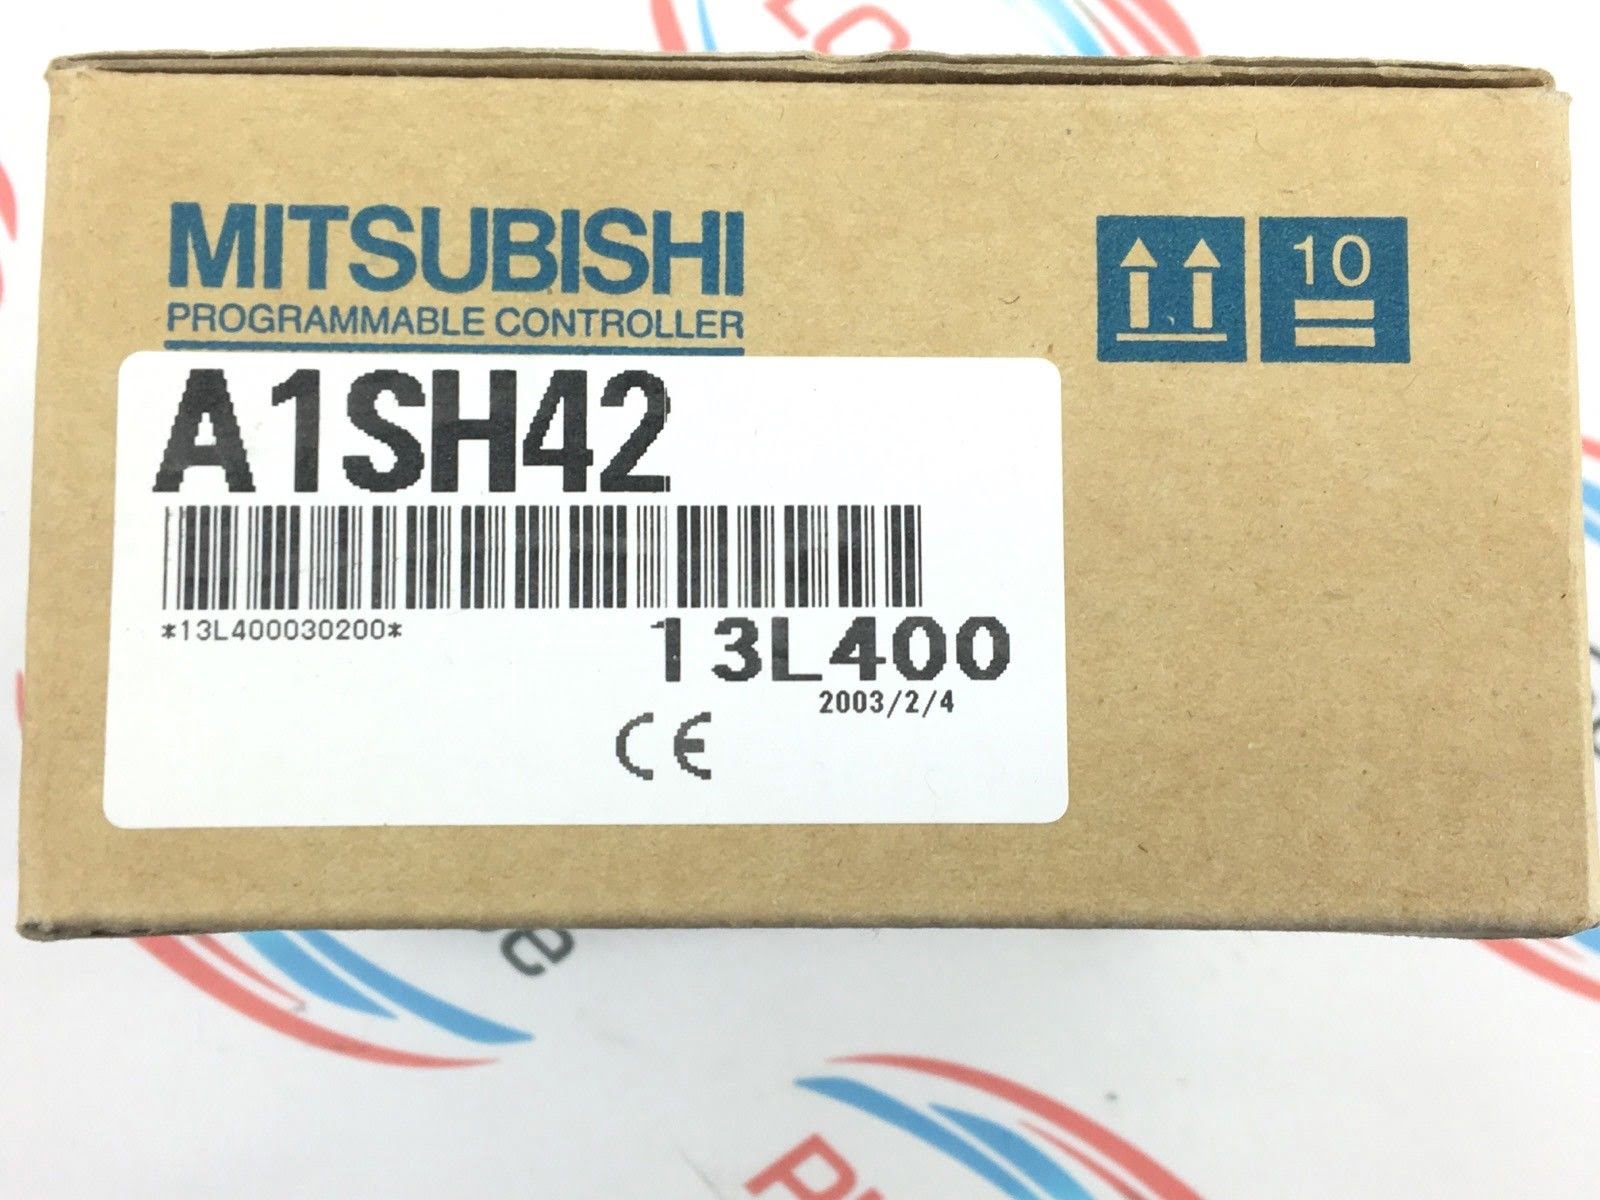 MITSUBISHI
PROGRAMMABLE CONTROLLER
10
A1SH42
*13L400030200*
13L400
2003/2/4
CE